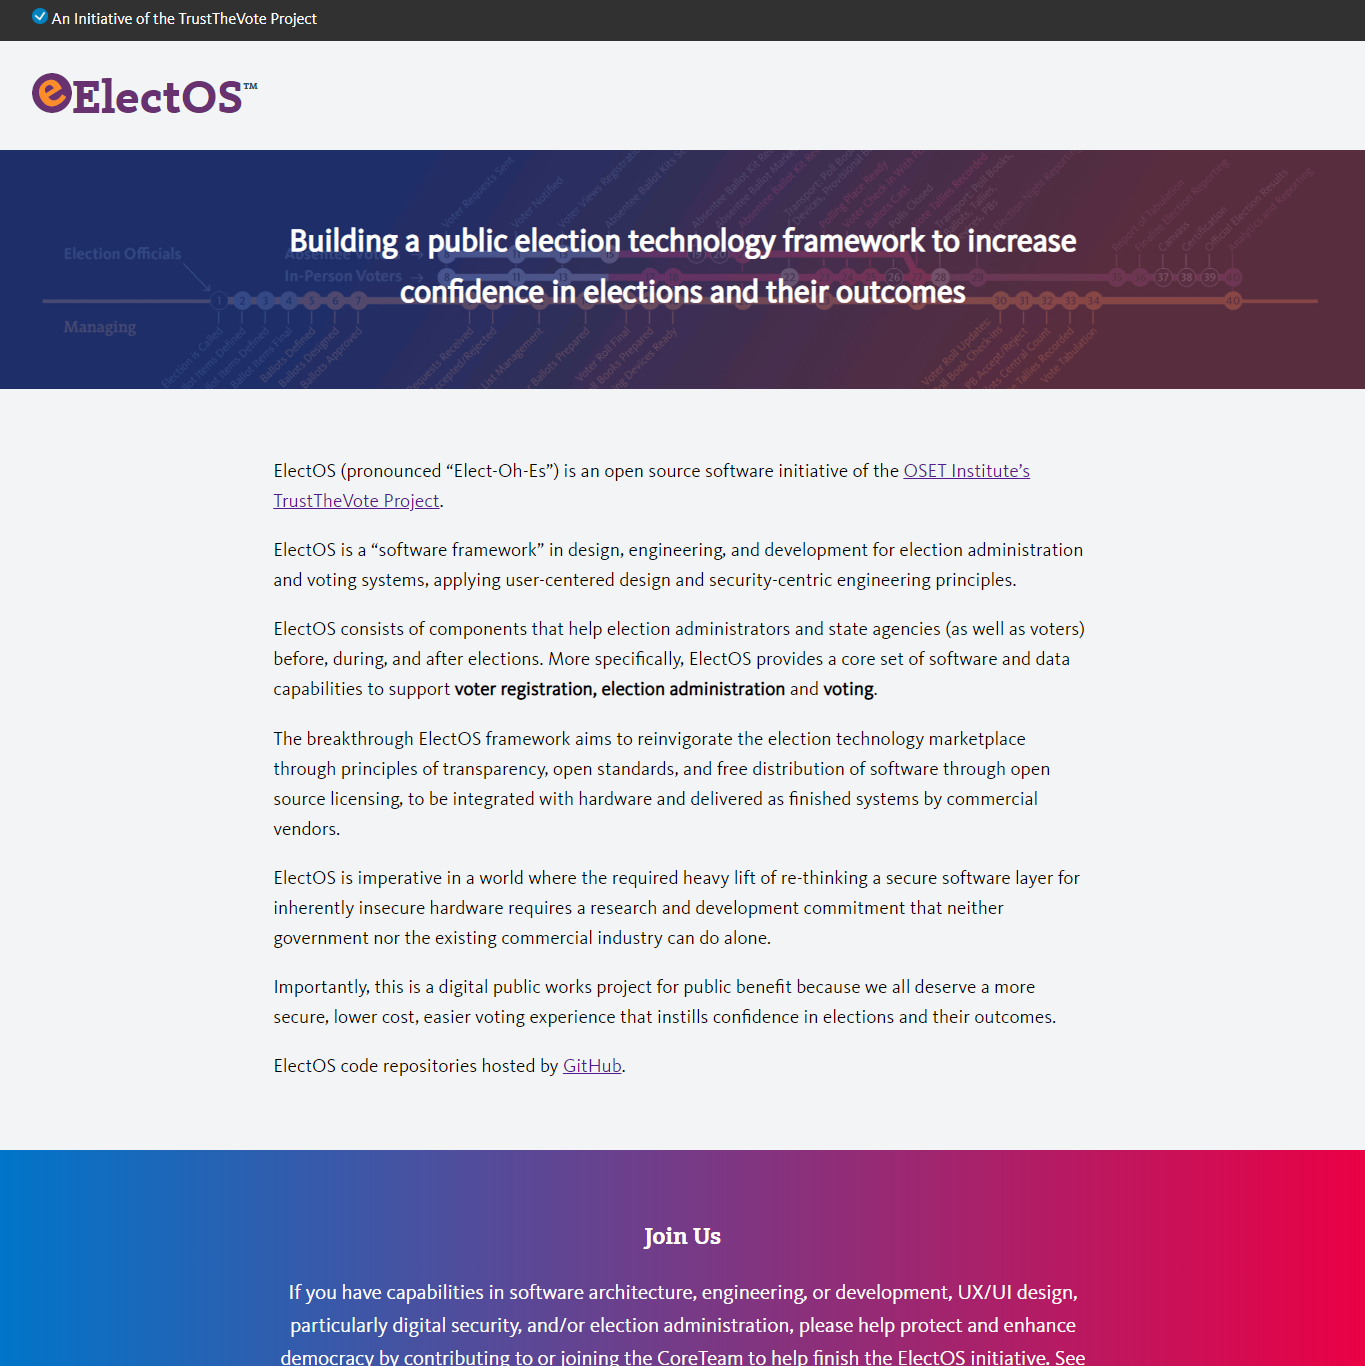 An Initiative of the TrustTheVote Project
eElectOS™
Building a public election technology framework to increase
confidence in elections and their outcomes
Election Officials
In-Person Voters
Managing
ElectOS (pronounced “Elect-Oh-Es”) is an open source software initiative of the OSET Institute’s
TrustTheVote Project.
ElectOS is a “software framework” in design, engineering, and development for election administration
and voting systems, applying user-centered design and security-centric engineering principles.
ElectOS consists of components that help election administrators and state agencies (as well as voters)
before, during, and after elections. More specifically, ElectOS provides a core set of software and data
capabilities to support voter registration, election administration and voting.
The breakthrough ElectOS framework aims to reinvigorate the election technology marketplace
through principles of transparency, open standards, and free distribution of software through open
source licensing, to be integrated with hardware and delivered as finished systems by commercial
vendors.
ElectOS is imperative in a world where the required heavy lift of re-thinking a secure software layer for
inherently insecure hardware requires a research and development commitment that neither
government nor the existing commercial industry can do alone.
Importantly, this is a digital public works project for public benefit because we all deserve a more
secure, lower cost, easier voting experience that instills confidence in elections and their outcomes.
ElectOS code repositories hosted by GitHub.
Join Us
If you have capabilities in software architecture, engineering, or development, UX/UI design,
particularly digital security, and/or election administration, please help protect and enhance
democracy by contributing to or joining the CoreTeam to help finish the ElectOS initiative. See